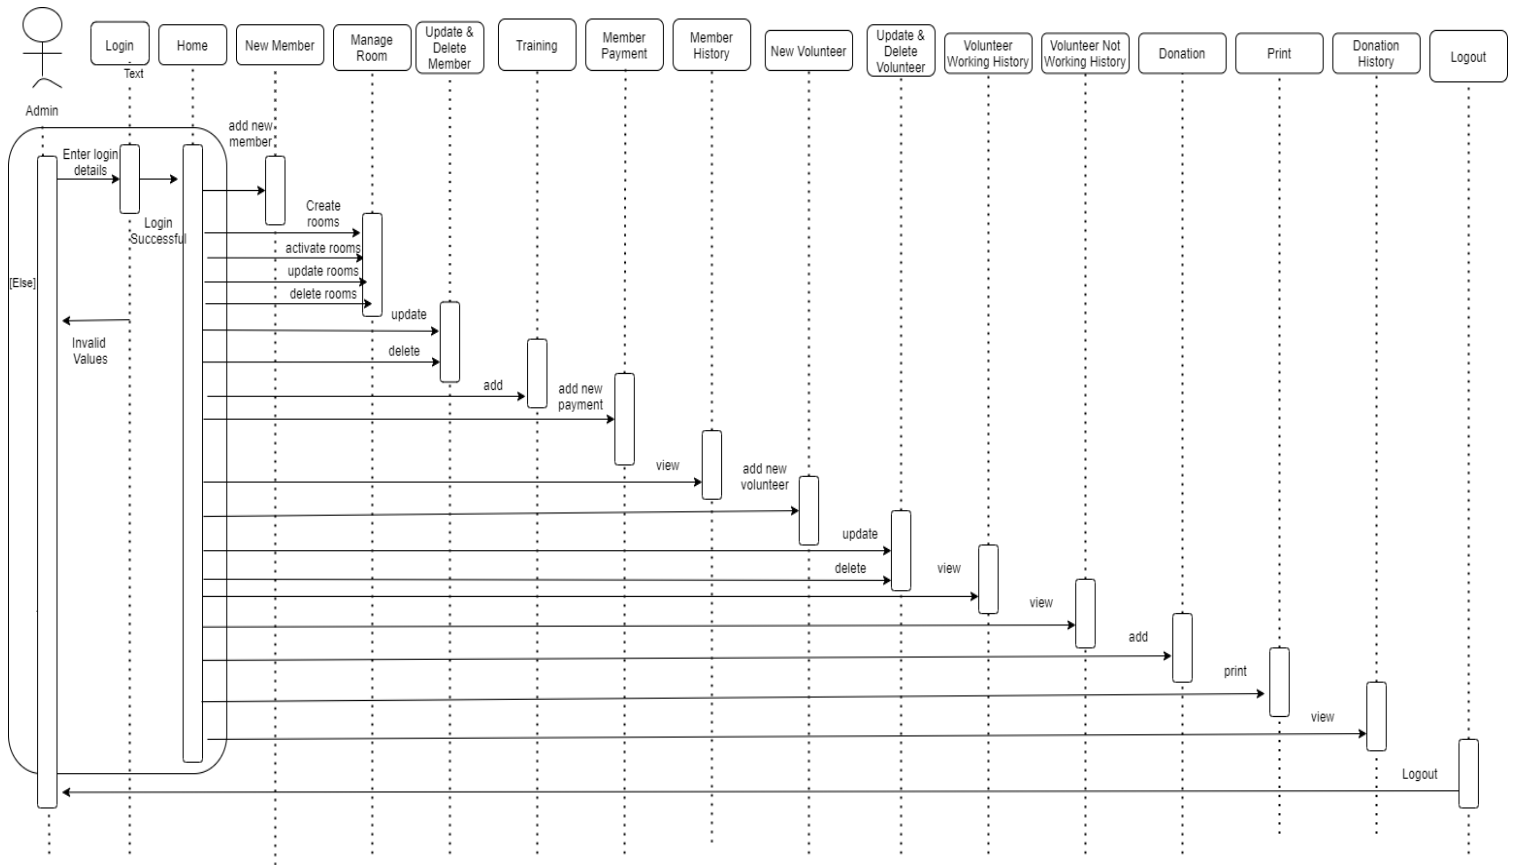 Admin
Login
Text
Home
New Member
Manage
Room
Update &
Delete
Member
Training
Member
Payment
Member
History
New Volunteer
Update &
Delete
Volunteer
Volunteer
Working History
Volunteer Not
Working History
Donation
Print
Donation
History
Logout
add new
member
Enter login
details
Login
Successful
Create
rooms
activate rooms
update rooms
delete rooms
[Else]
Invalid
Values
update
delete
add
add new
payment
view
add new
volunteer
update
delete
view
view
add
print
view
Logout